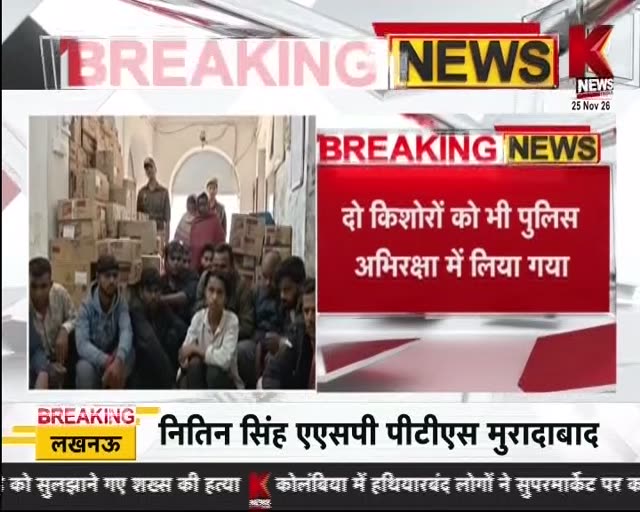 BREAKING NEWS
K
NEWS
25 Nov 26
BREAKING NEWS
दो किशोरों को भी पुलिस
अभिरक्षा में लिया गया
BREAKING
लखनऊ
नितिन सिंह एएसपी पीटीएस मुरादाबाद
को सुलझाने गए शख्स की हत्या K NEWS कोलंबिया में हथियारबंद लोगों ने सुपरमार्केट पर